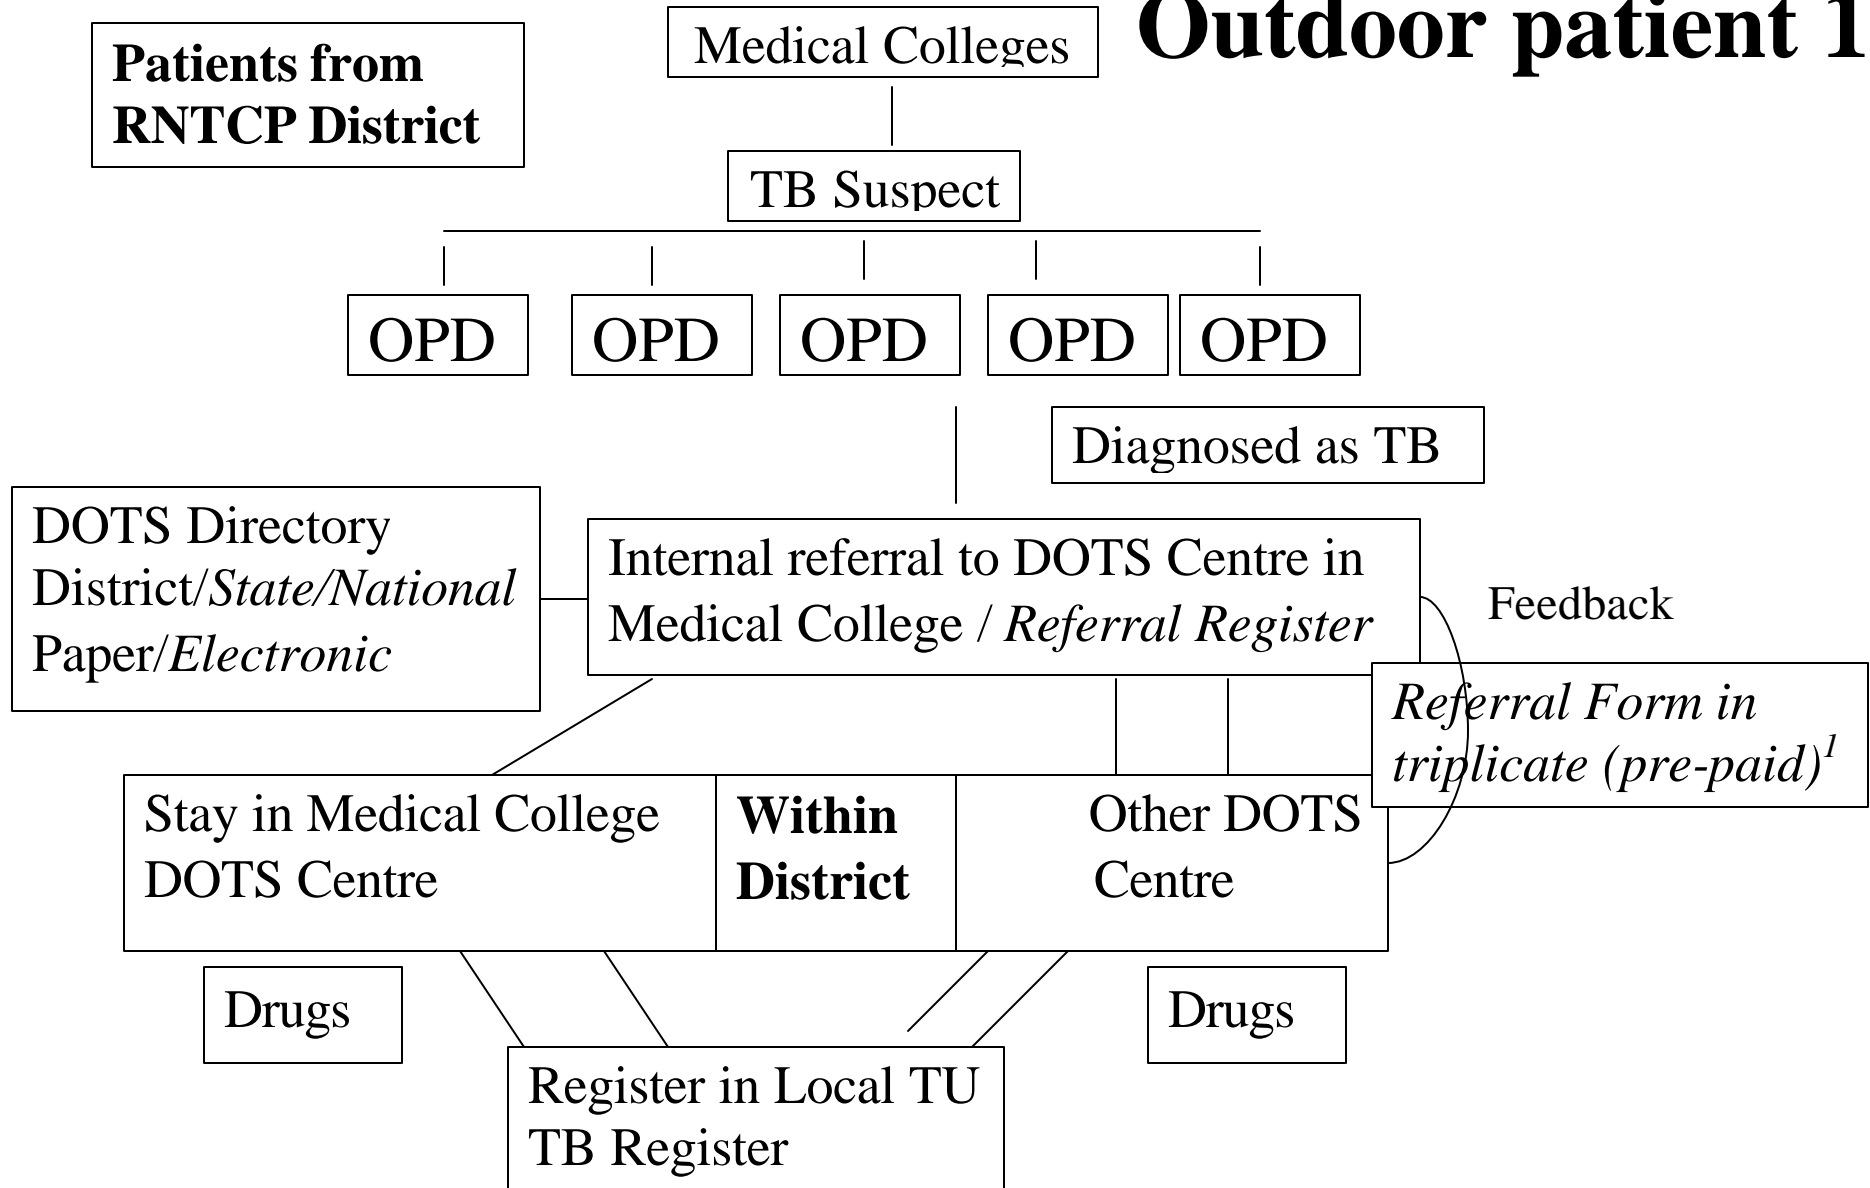 Outdoor patient 1
Patients from
RNTCP District
Medical Colleges
TB Suspect
OPD
OPD
OPD
OPD
OPD
Diagnosed as TB
DOTS Directory
District/State/National
Paper/Electronic
Internal referral to DOTS Centre in
Medical College / Referral Register
Feedback
Referral Form in
triplicate (pre-paid)¹
Stay in Medical College
DOTS Centre
Within
District
Other DOTS
Centre
Drugs
Drugs
Register in Local TU
TB Register